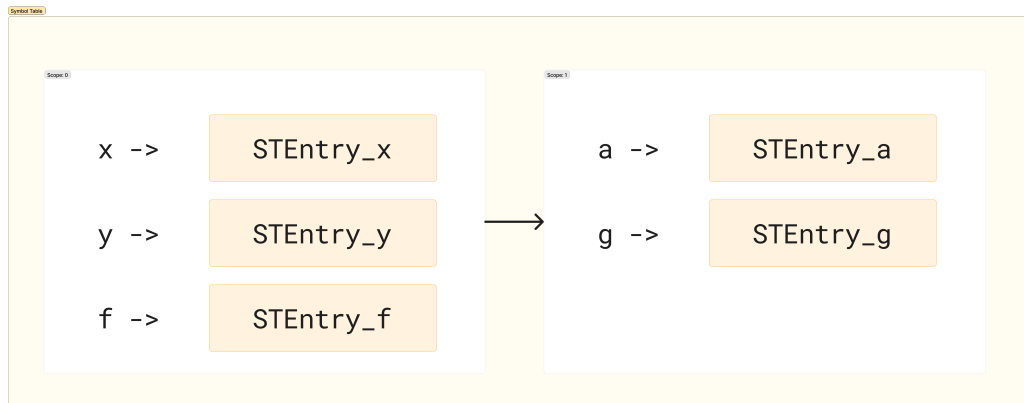 Symbol Table
Scope: 0
x -> STEntry_x
y -> STEntry_y
f -> STEntry_f
Scope: 1
a -> STEntry_a
g -> STEntry_g